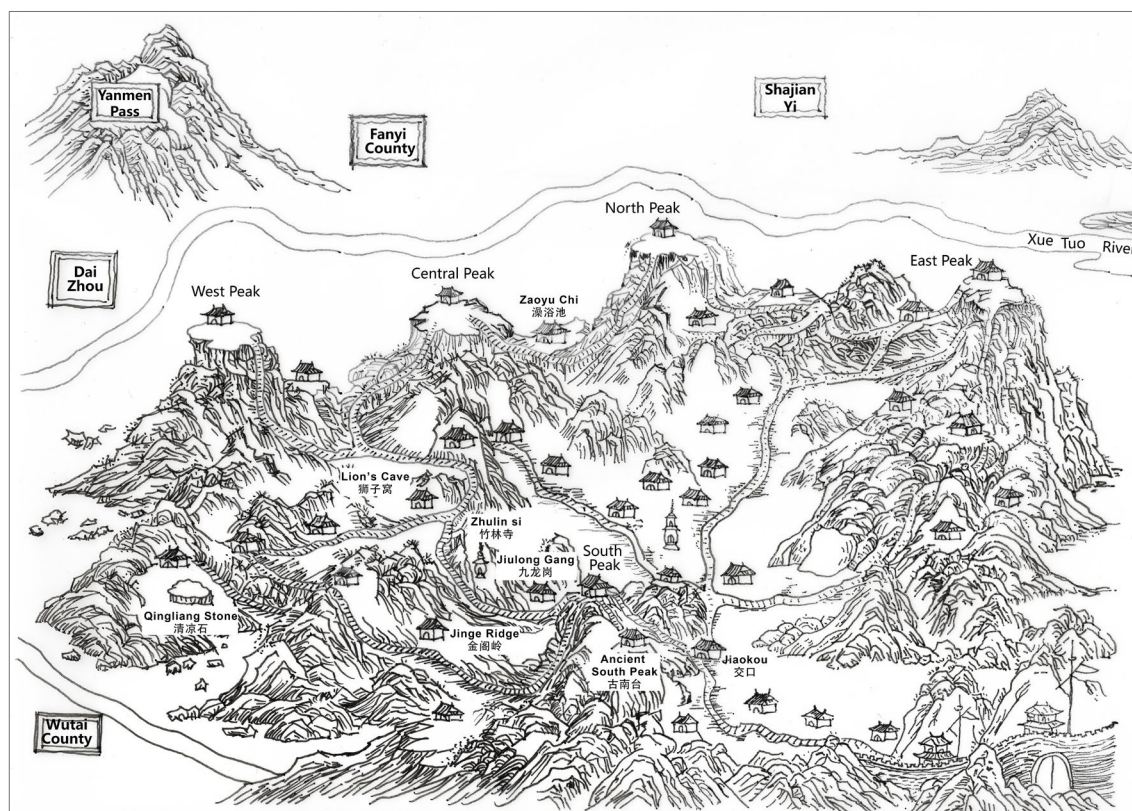 Yanmen
Pass
Shajian
Yi
Fanyi
County
North Peak
Xue Tuo River
East Peak
Dai
Zhou
Central Peak
West Peak
Zaoyu Chi
澡浴池
Lion's Cave
狮子窝
Zhulin si
竹林寺
South
Peak
Jiulong Gang
九龙岗
Qingliang Stone
清凉石
Jinge Ridge
金阁岭
Ancient
South Peak
古南台
Jiaokou
交口
Wutai
County